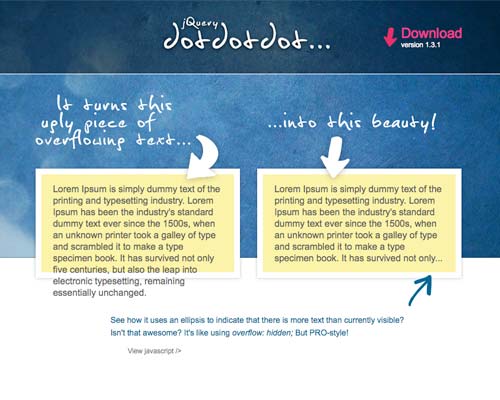 jQuery
dotdotdot...
Download
version 1.3.1
It turns this
ugly piece of
overflowing text...
...into this beauty!
Lorem Ipsum is simply dummy text of the
printing and typesetting industry. Lorem
Ipsum has been the industry's standard
dummy text ever since the 1500s, when
an unknown printer took a galley of type
and scrambled it to make a type
specimen book. It has survived not only
five centuries, but also the leap into
electronic typesetting, remaining
essentially unchanged.
Lorem Ipsum is simply dummy text of the
printing and typesetting industry. Lorem
Ipsum has been the industry's standard
dummy text ever since the 1500s, when
an unknown printer took a galley of type
and scrambled it to make a type
specimen book. It has survived not only...
See how it uses an ellipsis to indicate that there is more text than currently visible?
Isn't that awesome? It's like using overflow: hidden; But PRO-style!
View javascript />